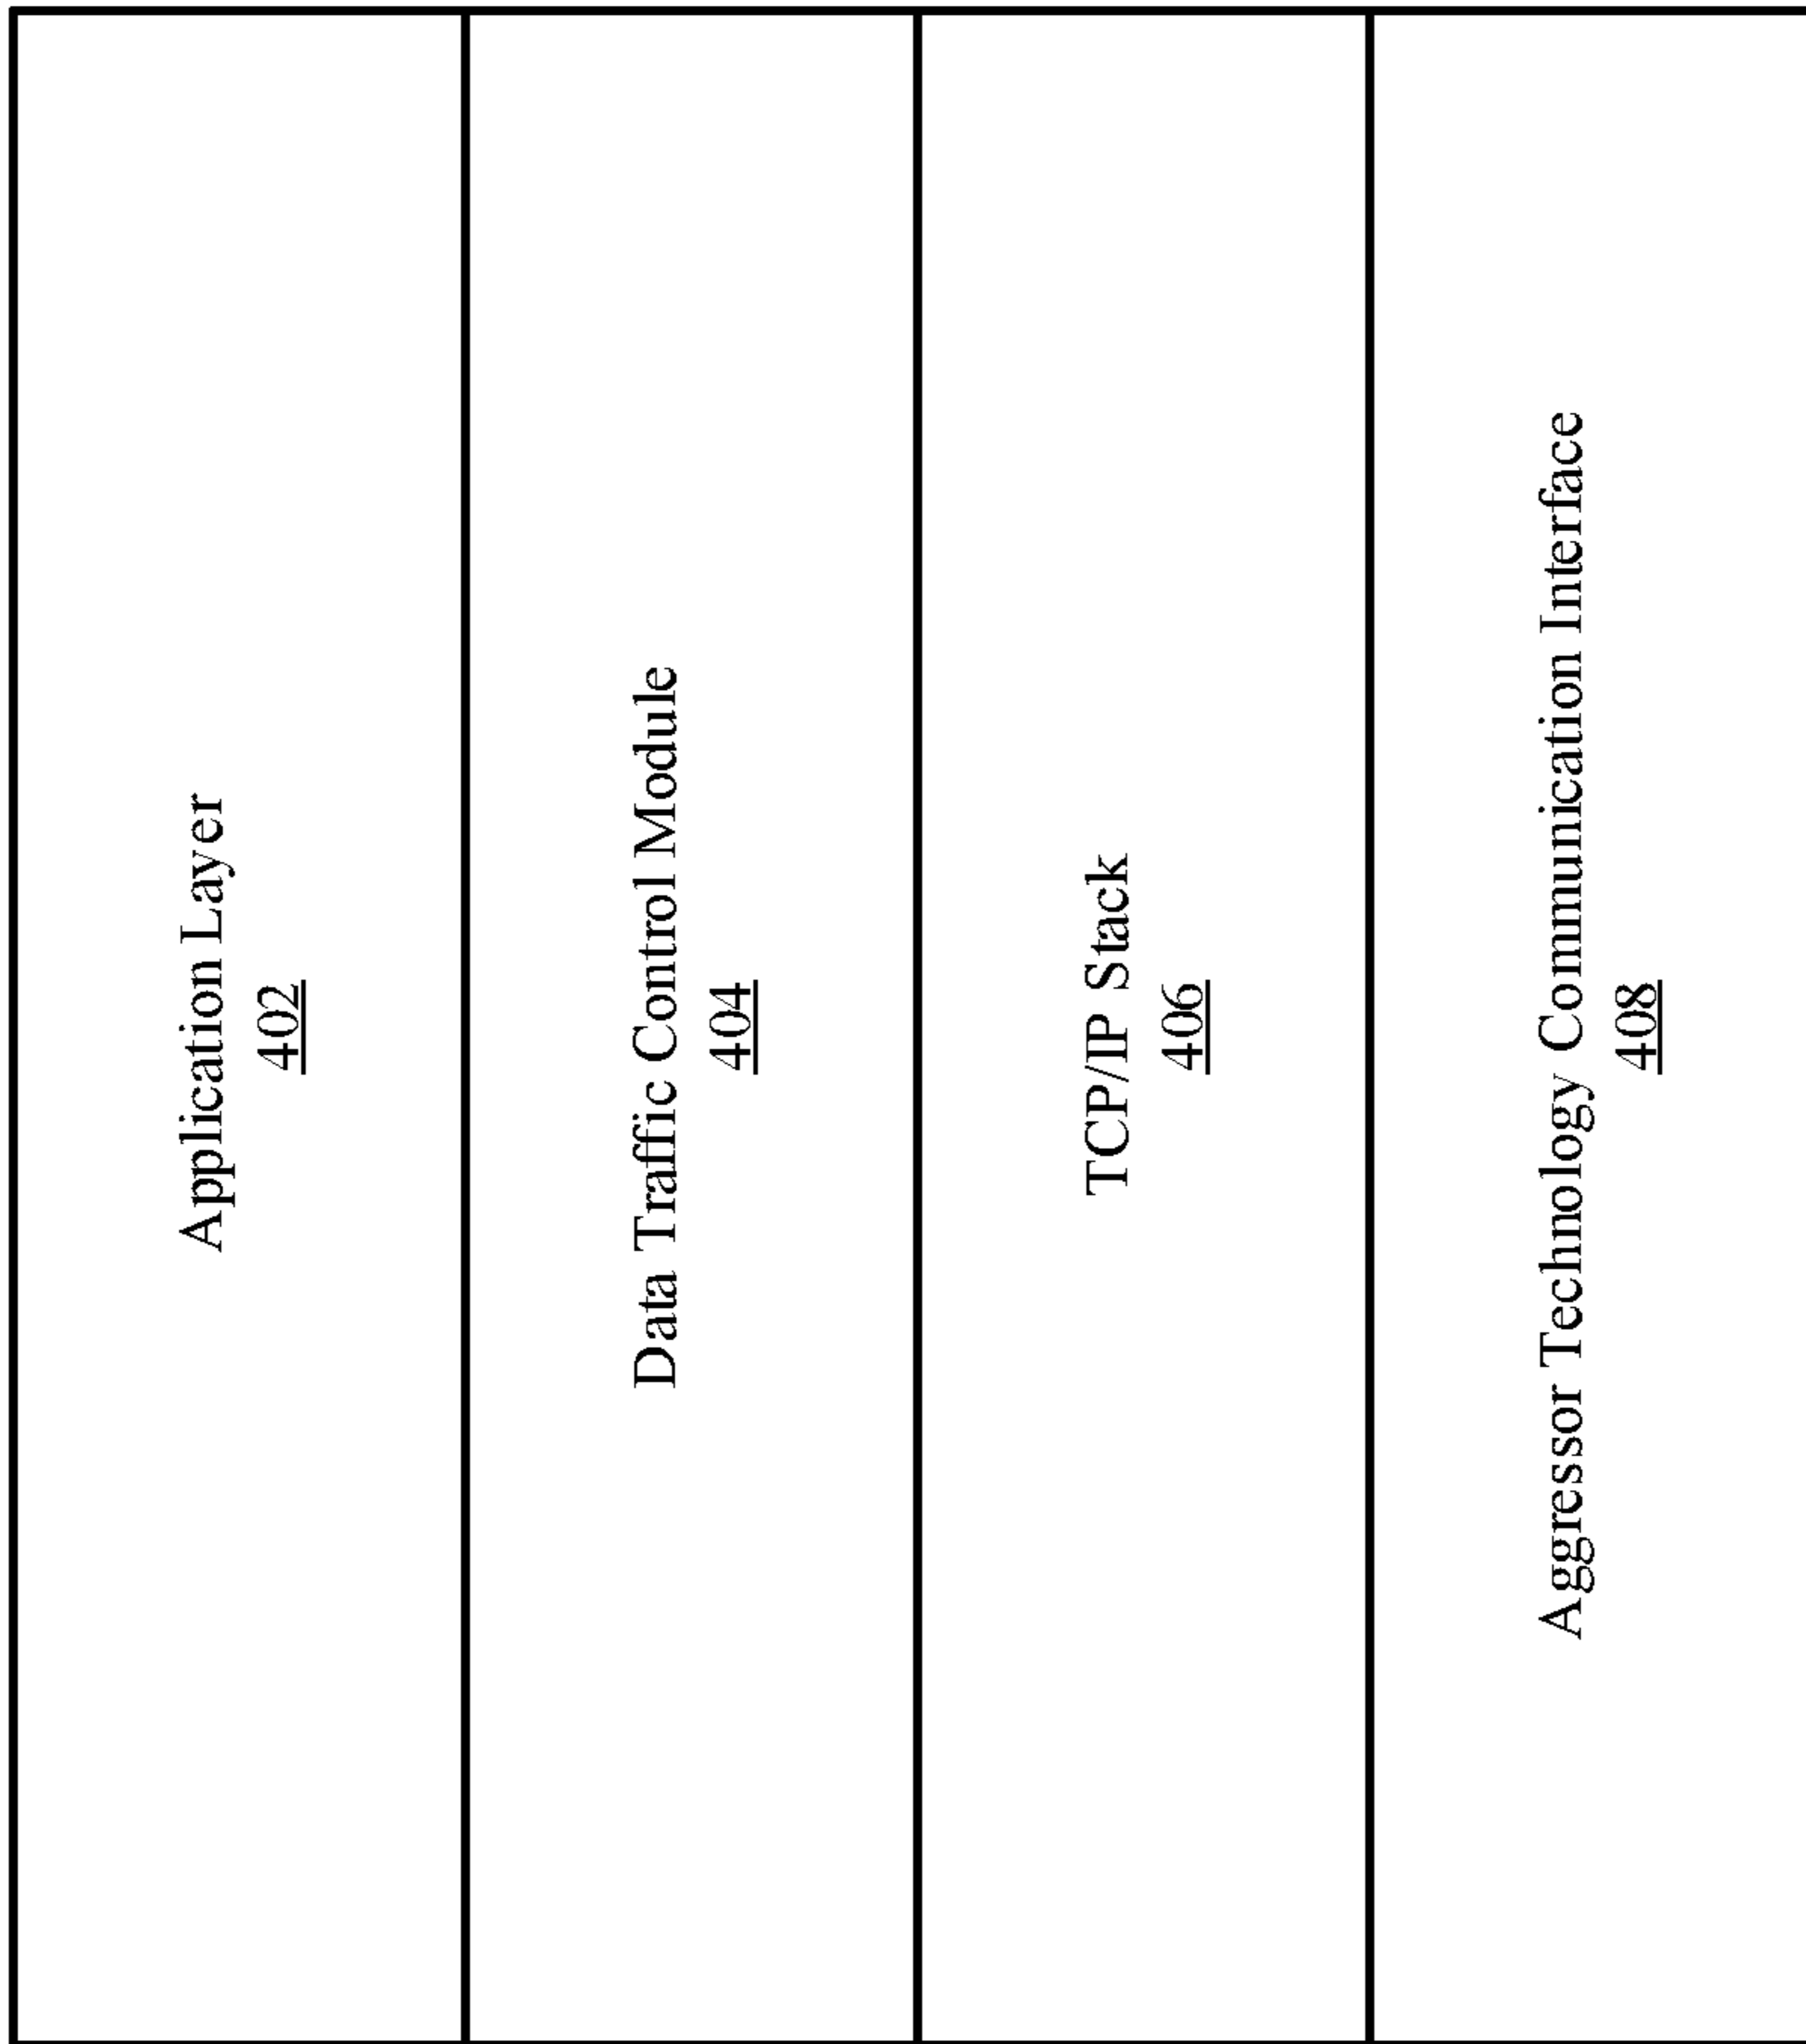 Application Layer
402
Data Traffic Control Module
404
TCP/IP Stack
406
Aggressor Technology Communication Interface
408